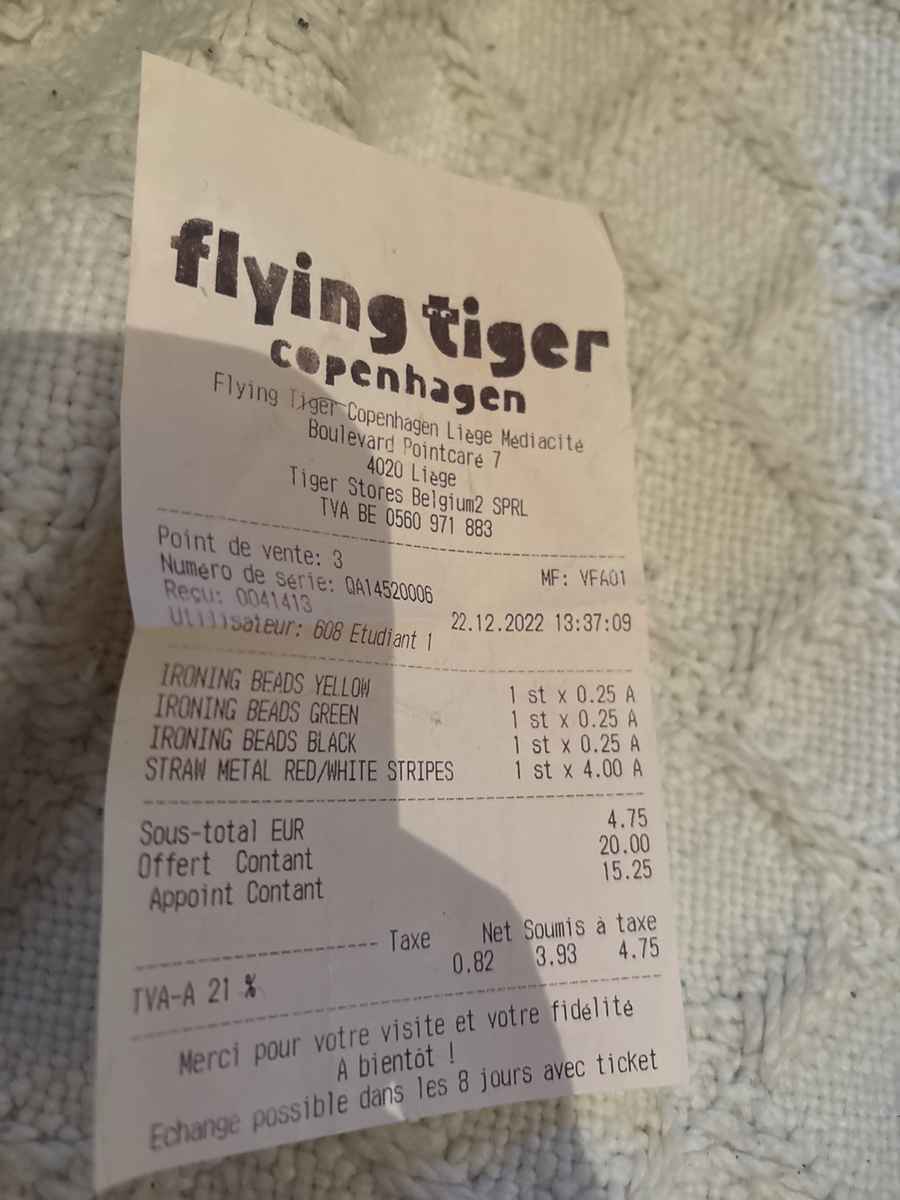 flying tiger
copenhagen
Flying Tiger Copenhagen Liège Médiacité
Boulevard Pointcaré 7
4020 Liège
Tiger Stores Belgium2 SPRL
TVA BE 0560 971 883
Point de vente: 3 MF: VFA01
Numéro de série: QA14520006
Reçu: 0041413 22.12.2022 13:37:09
Utilisateur: 608 Etudiant 1
IRONING BEADS YELLOW 1 st x 0.25 A
IRONING BEADS GREEN 1 st x 0.25 A
IRONING BEADS BLACK 1 st x 0.25 A
STRAW METAL RED/WHITE STRIPES 1 st x 4.00 A
Sous-total EUR 4.75
Offert Contant 20.00
Appoint Contant 15.25
Taxe Net Soumis à taxe
TVA-A 21 % 0.82 3.93 4.75
Merci pour votre visite et votre fidélité
A bientôt !
Echange possible dans les 8 jours avec ticket